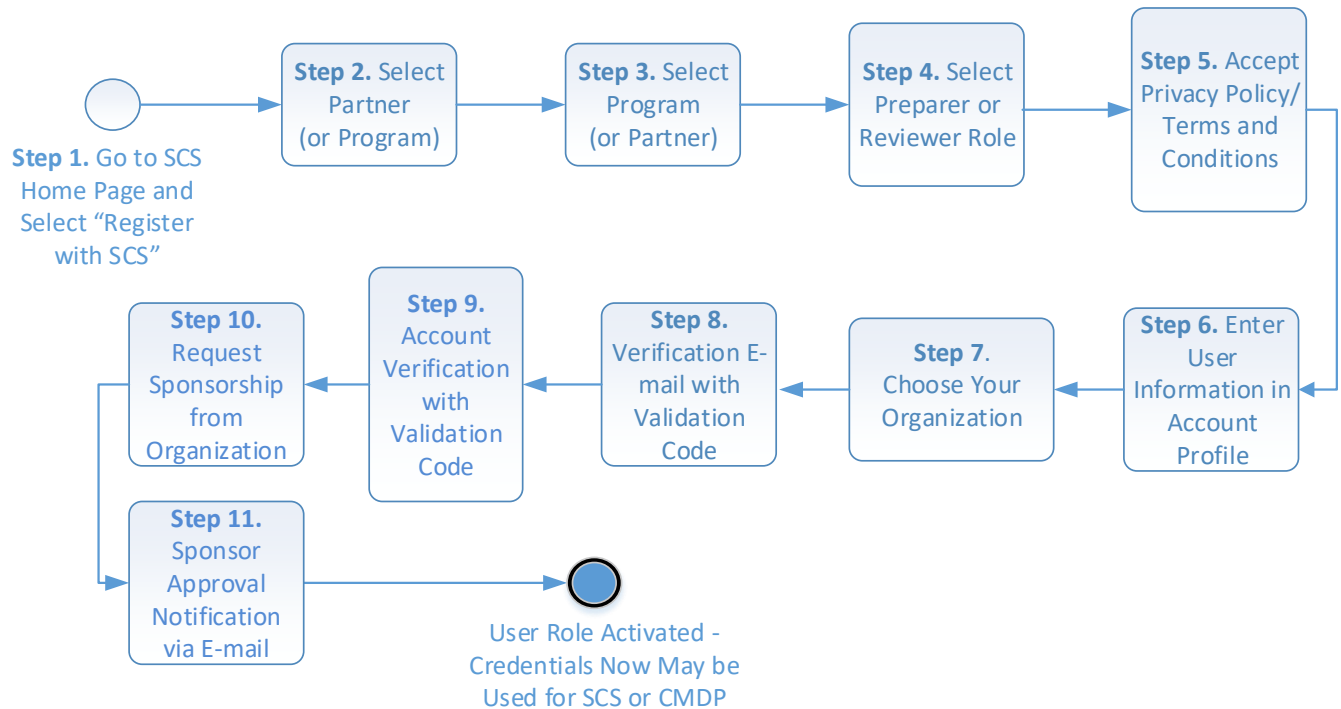 Step 1. Go to SCS
Home Page and
Select “Register
with SCS”
Step 2. Select
Partner
(or Program)
Step 3. Select
Program
(or Partner)
Step 4. Select
Preparer or
Reviewer Role
Step 5. Accept
Privacy Policy/
Terms and
Conditions
Step 6. Enter
User
Information in
Account
Profile
Step 7.
Choose Your
Organization
Step 8.
Verification E-
mail with
Validation
Code
Step 9.
Account
Verification
with
Validation
Code
Step 10.
Request
Sponsorship
from
Organization
Step 11.
Sponsor
Approval
Notification
via E-mail
User Role Activated -
Credentials Now May be
Used for SCS or CMDP